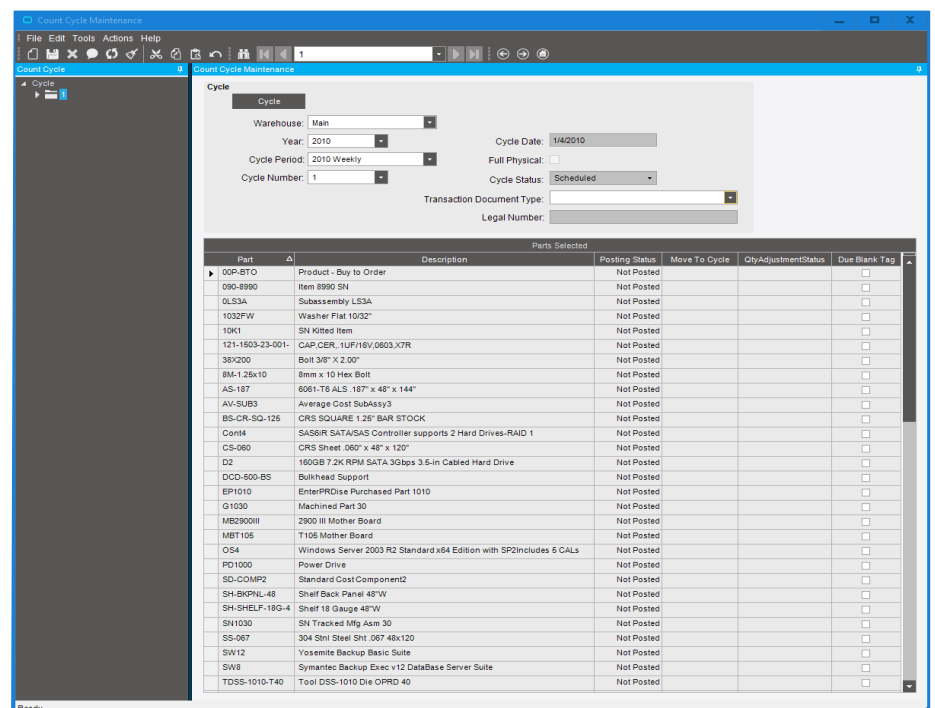 Count Cycle Maintenance
File Edit Tools Actions Help
1
Count Cycle
Count Cycle Maintenance
Cycle
1
Cycle
Cycle
Warehouse: Main
Year: 2010
Cycle Date: 1/4/2010
Cycle Period: 2010 Weekly
Full Physical:
Cycle Number: 1
Cycle Status: Scheduled
Transaction Document Type:
Legal Number:
Parts Selected
Part Description Posting Status Move To Cycle QtyAdjustmentStatus Due Blank Tag
00P-BTO Product - Buy to Order Not Posted
090-8990 Item 8990 SN Not Posted
0LS3A Subassembly LS3A Not Posted
1032FW Washer Flat 10/32" Not Posted
10K1 SN Kitted Item Not Posted
121-1503-23-001- CAP,CER,.1UF/16V,0603,X7R Not Posted
38X200 Bolt 3/8" X 2.00" Not Posted
8M-1.25x10 8mm x 10 Hex Bolt Not Posted
AS-187 6061-T6 ALS .187" x 48" x 144" Not Posted
AV-SUB3 Average Cost SubAssy3 Not Posted
BS-CR-SQ-125 CRS SQUARE 1.25" BAR STOCK Not Posted
Cont4 SAS6iR SATA/SAS Controller supports 2 Hard Drives-RAID 1 Not Posted
CS-060 CRS Sheet .060" x 48" x 120" Not Posted
D2 160GB 7.2K RPM SATA 3Gbps 3.5-in Cabled Hard Drive Not Posted
DCD-500-BS Bulkhead Support Not Posted
EP1010 EnterPRDise Purchased Part 1010 Not Posted
G1030 Machined Part 30 Not Posted
MB2900III 2900 III Mother Board Not Posted
MBT105 T105 Mother Board Not Posted
OS4 Windows Server 2003 R2 Standard x64 Edition with SP2Includes 5 CALs Not Posted
PD1000 Power Drive Not Posted
SD-COMP2 Standard Cost Component2 Not Posted
SH-BKPNL-48 Shelf Back Panel 48"W Not Posted
SH-SHELF-18G-4 Shelf 18 Gauge 48"W Not Posted
SN1030 SN Tracked Mfg Asm 30 Not Posted
SS-067 304 Stnl Steel Sht .067 48x120 Not Posted
SW12 Yosemite Backup Basic Suite Not Posted
SW8 Symantec Backup Exec v12 DataBase Server Suite Not Posted
TDSS-1010-T40 Tool DSS-1010 Die OPRD 40 Not Posted
Ready